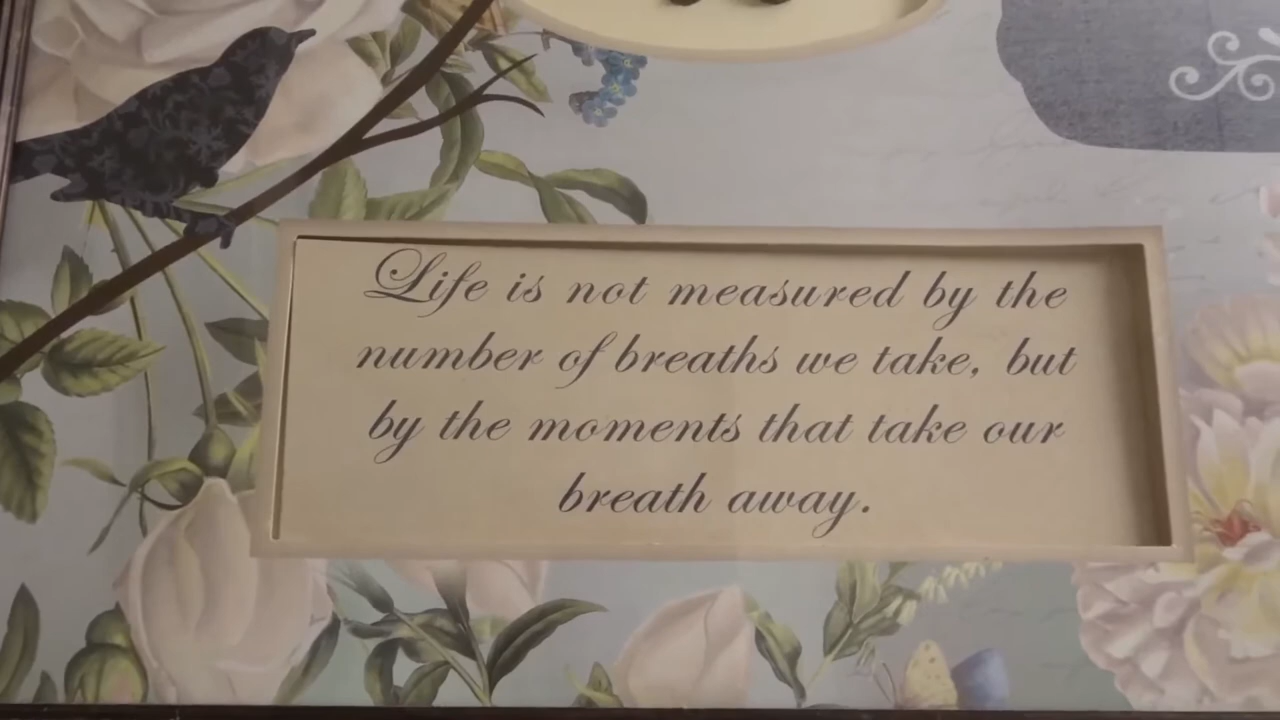 Life is not measured by the
number of breaths we take, but
by the moments that take our
breath away.